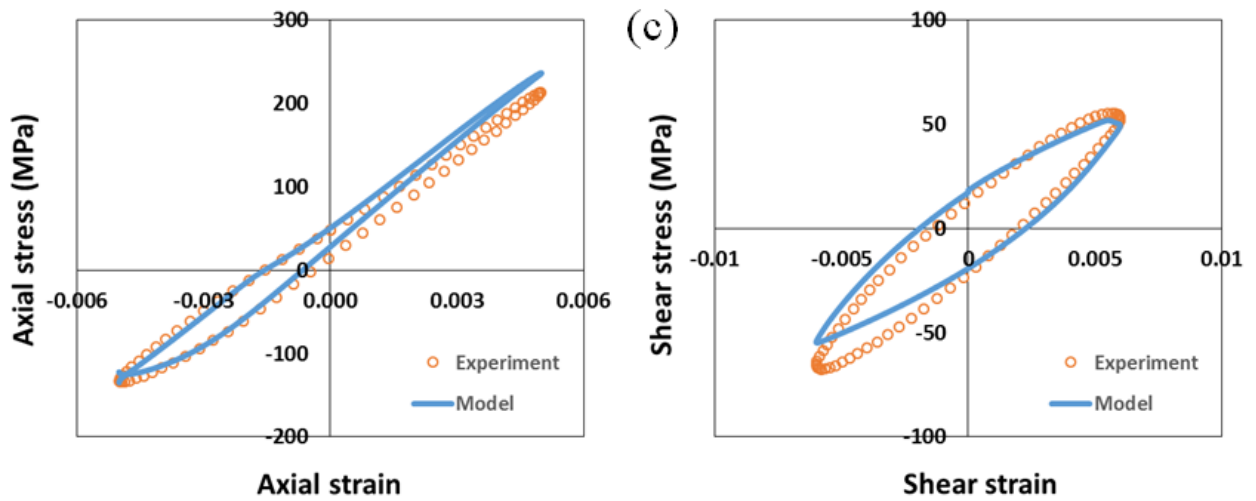 (c)
Axial stress (MPa)
300
200
100
0
-100
-200
-0.006
-0.003
0.000
0.003
0.006
Experiment
Model
Axial strain
Shear stress (MPa)
100
50
0
-50
-100
-0.01
-0.005
0
0.005
0.01
Experiment
Model
Shear strain